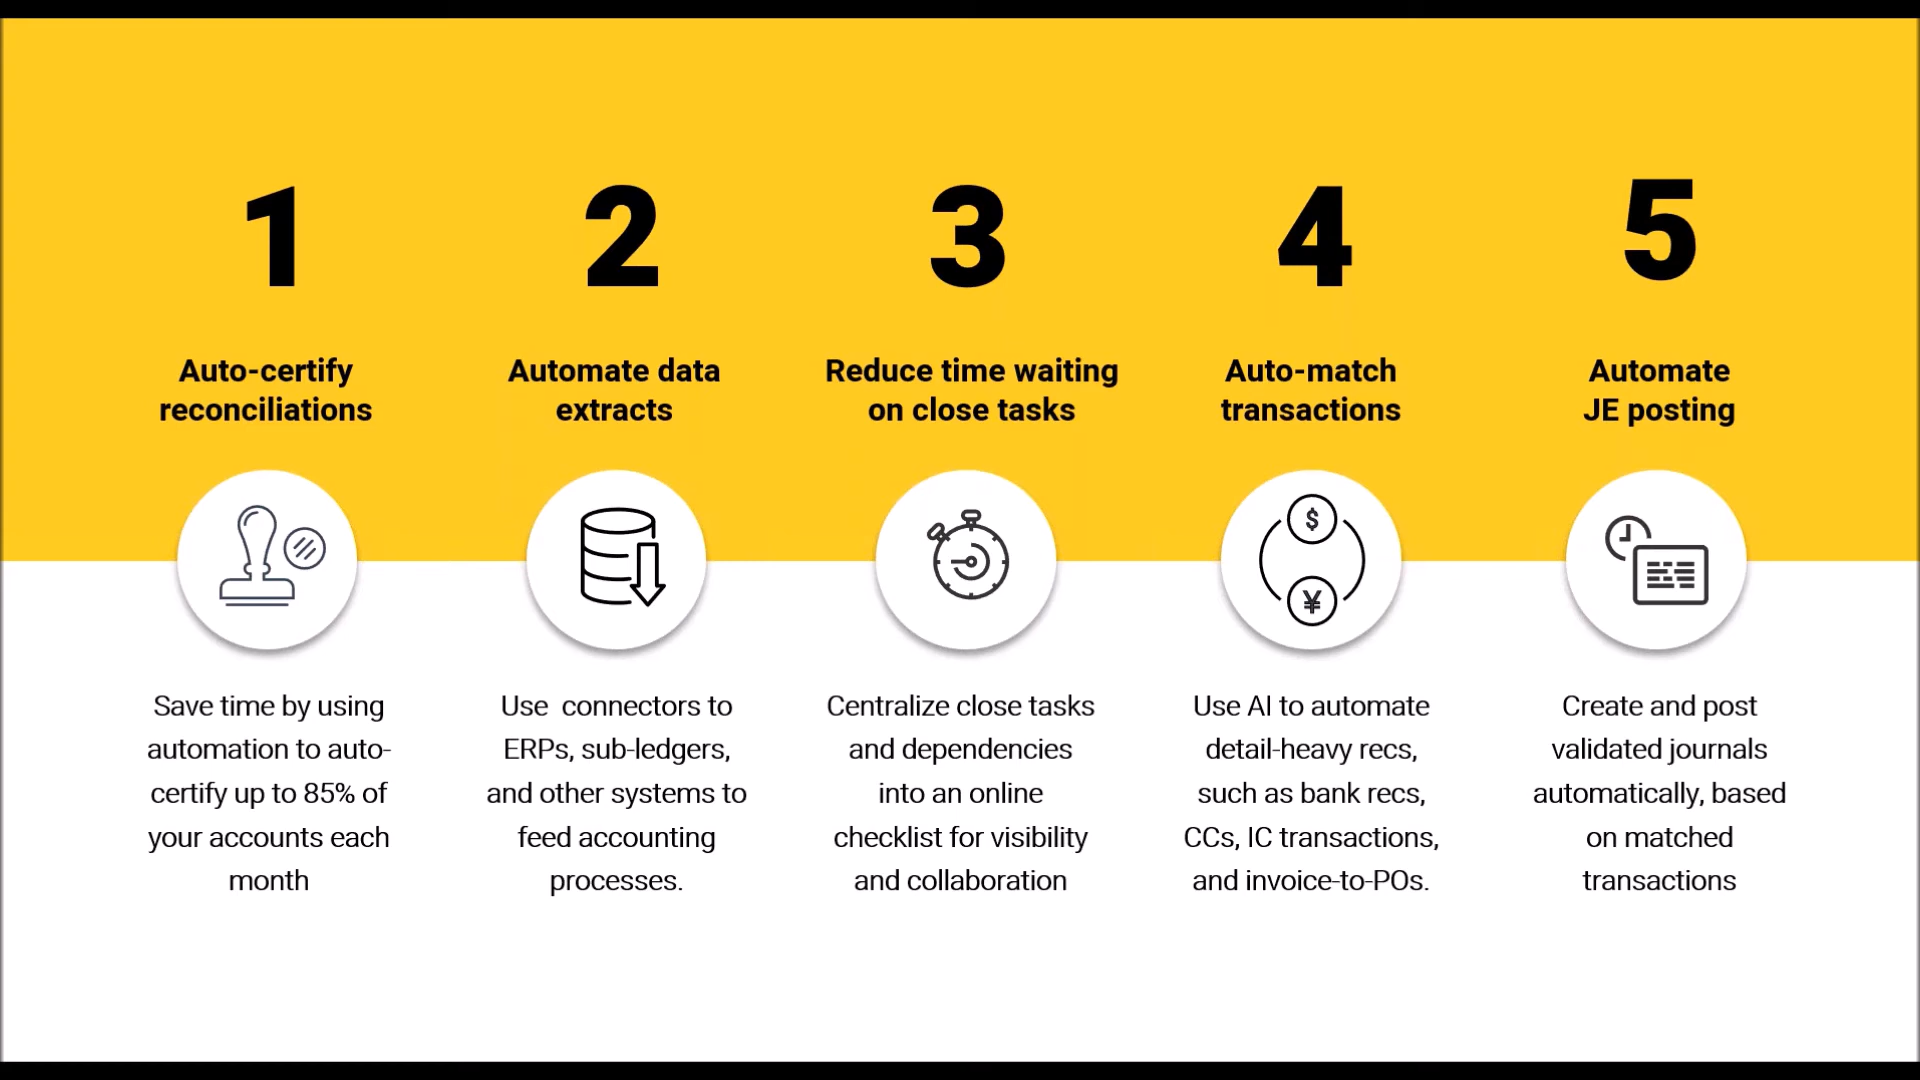 1
Auto-certify
reconciliations
Save time by using
automation to auto-
certify up to 85% of
your accounts each
month
2
Automate data
extracts
Use  connectors to
ERPs, sub-ledgers,
and other systems to
feed accounting
processes.
3
Reduce time waiting
on close tasks
Centralize close tasks
and dependencies
into an online
checklist for visibility
and collaboration
4
Auto-match
transactions
$
¥
Use AI to automate
detail-heavy recs,
such as bank recs,
CCs, IC transactions,
and invoice-to-POs.
5
Automate
JE posting
Create and post
validated journals
automatically, based
on matched
transactions